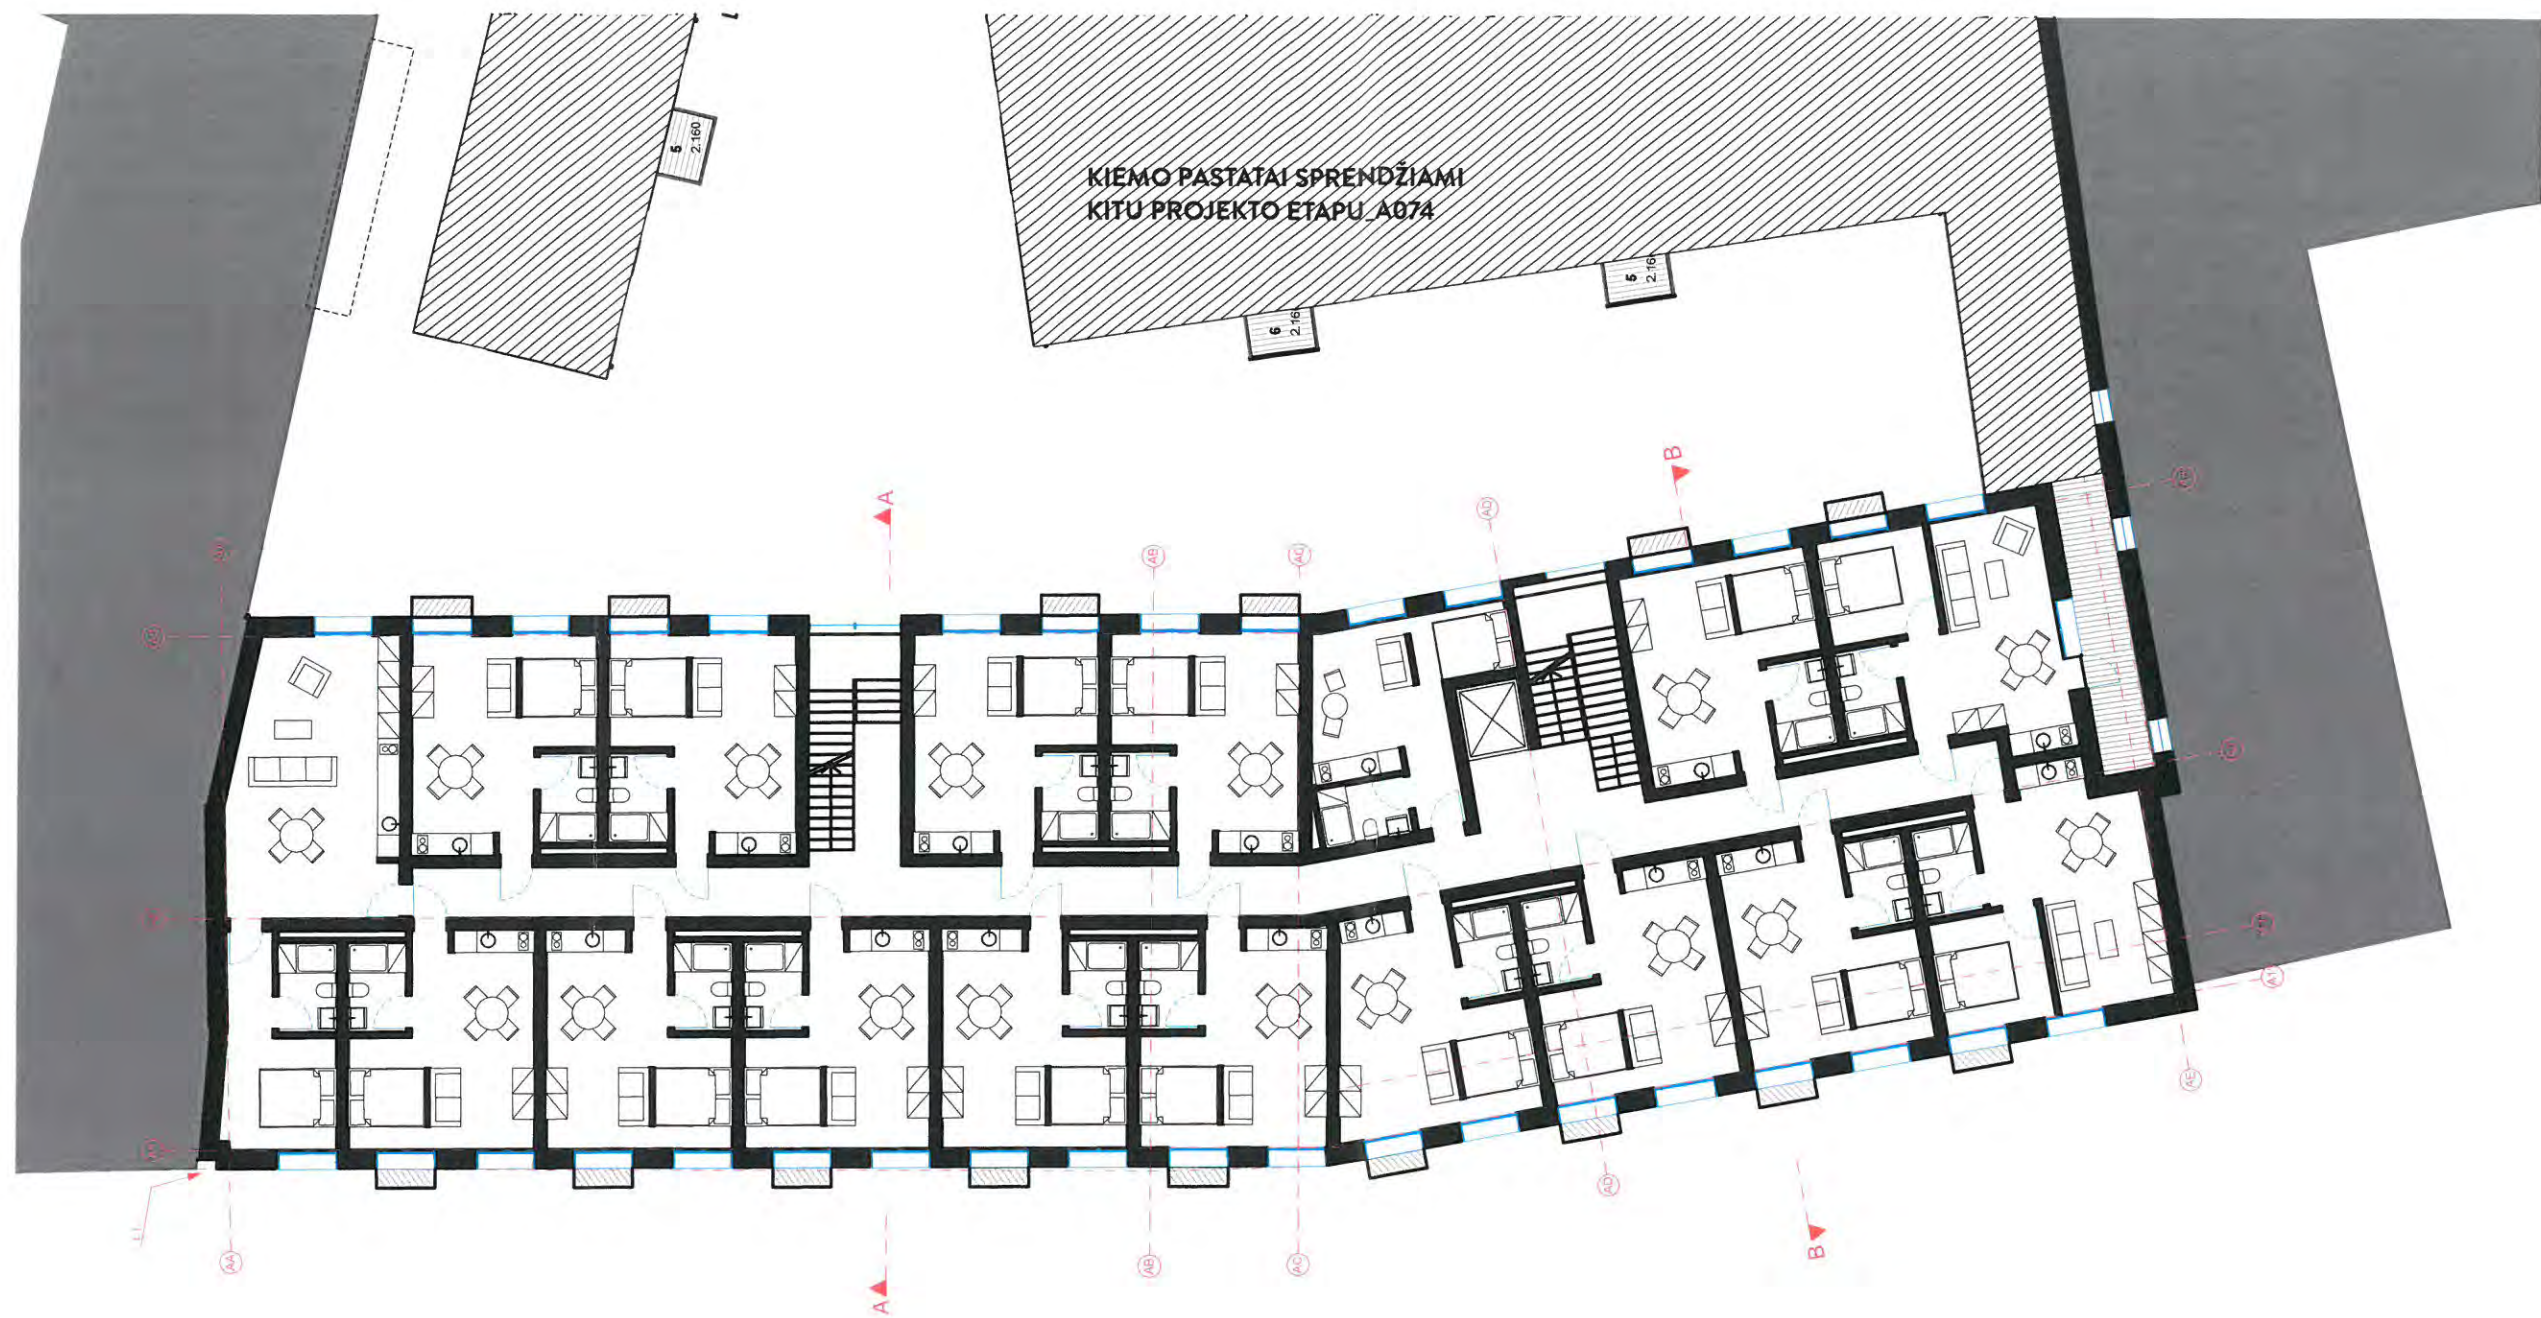 5
2.160
KIEMO PASTATAI SPRENDŽIAMI
KITU PROJEKTO ETAPU_A074
5
2.16
6
2.16
B
A
AD
AB
AC
A
B
AA
AB
AC
AD
AE